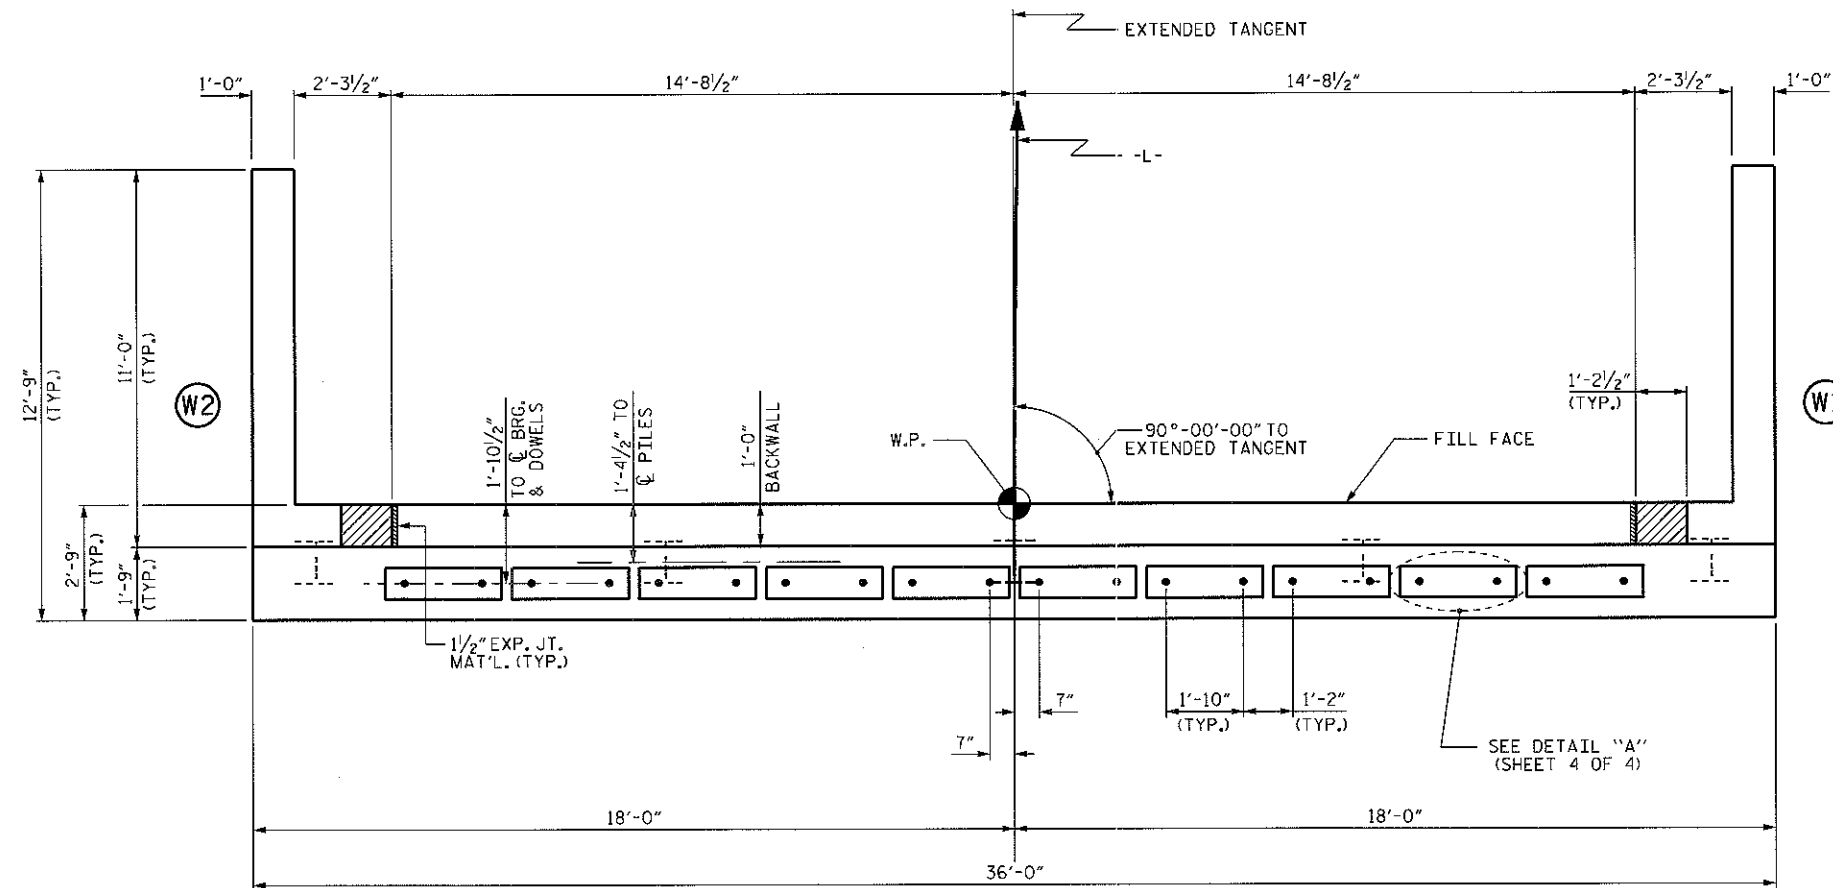 EXTENDED TANGENT
1'-0"
2'-3½"
14'-8½"
14'-8½"
2'-3½"
1'-0"
-L-
12'-9"
(TYP.)
11'-0"
(TYP.)
W2
1'-10½"
TO ℄ BRG.
& DOWELS
1'-4½" TO
℄ PILES
1'-0"
BACKWALL
W.P.
90°-00'-00" TO
EXTENDED TANGENT
FILL FACE
1'-2½"
(TYP.)
2'-9"
(TYP.)
1'-9"
(TYP.)
1½" EXP. JT.
MAT'L. (TYP.)
7"
7"
1'-10"
(TYP.)
1'-2"
(TYP.)
SEE DETAIL "A"
(SHEET 4 OF 4)
18'-0"
18'-0"
36'-0"